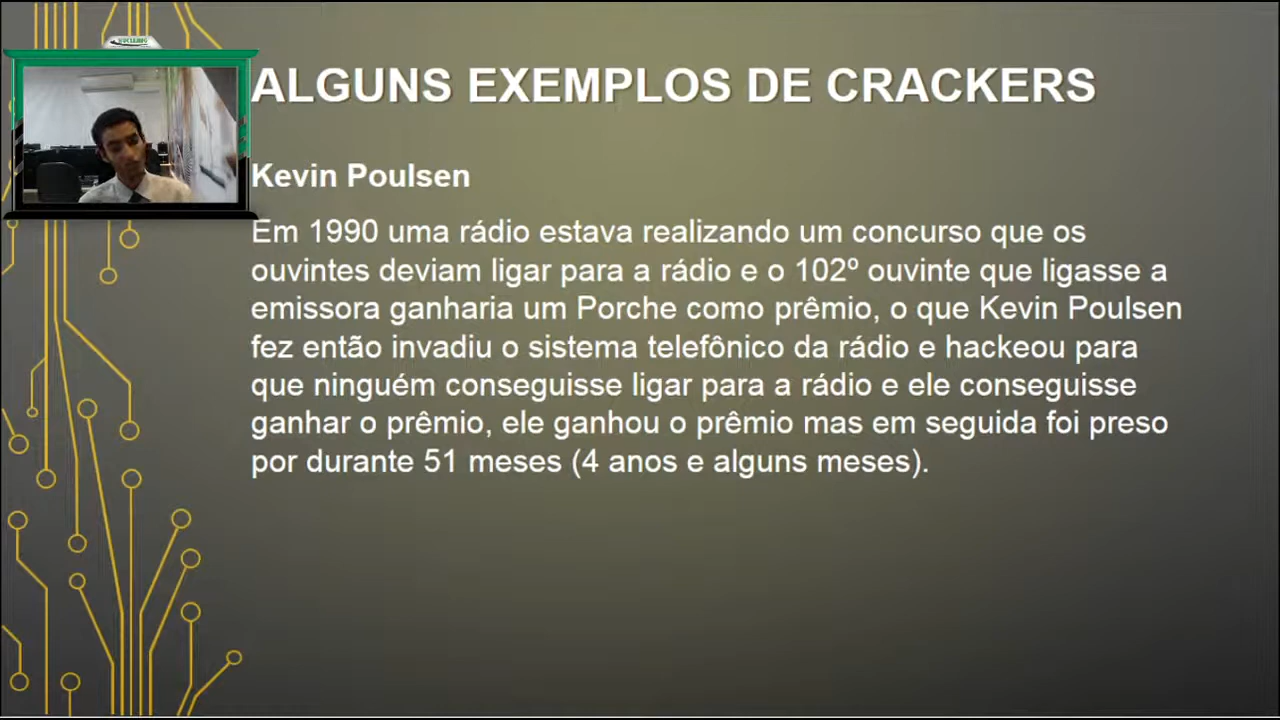 ALGUNS EXEMPLOS DE CRACKERS
Kevin Poulsen
Em 1990 uma rádio estava realizando um concurso que os
ouvintes deviam ligar para a rádio e o 102º ouvinte que ligasse a
emissora ganharia um Porche como prêmio, o que Kevin Poulsen
fez então invadiu o sistema telefônico da rádio e hackeou para
que ninguém conseguisse ligar para a rádio e ele conseguisse
ganhar o prêmio, ele ganhou o prêmio mas em seguida foi preso
por durante 51 meses (4 anos e alguns meses).